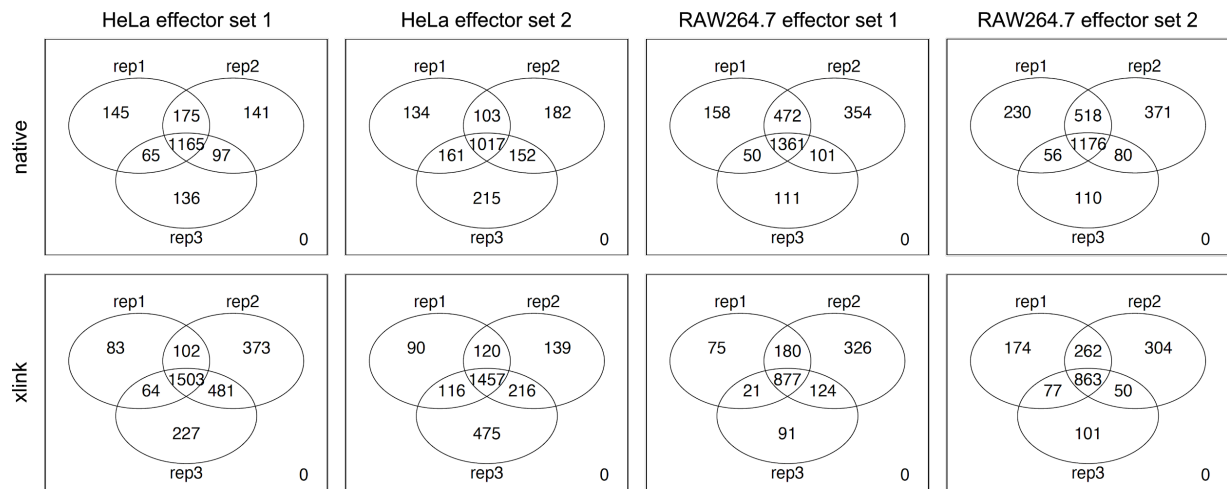 HeLa effector set 1 HeLa effector set 2 RAW264.7 effector set 1 RAW264.7 effector set 2
native
rep1 rep2 rep1 rep2 rep1 rep2 rep1 rep2
145 175 141 134 103 182 158 472 354 230 518 371
1165 1017 1361 1176
65 97 161 152 50 101 56 80
136 215 111 110
rep3 0 rep3 0 rep3 0 rep3 0
xlink
rep1 rep2 rep1 rep2 rep1 rep2 rep1 rep2
83 102 373 90 120 139 75 180 326 174 262 304
1503 1457 877 863
64 481 116 216 21 124 77 50
227 475 91 101
rep3 0 rep3 0 rep3 0 rep3 0